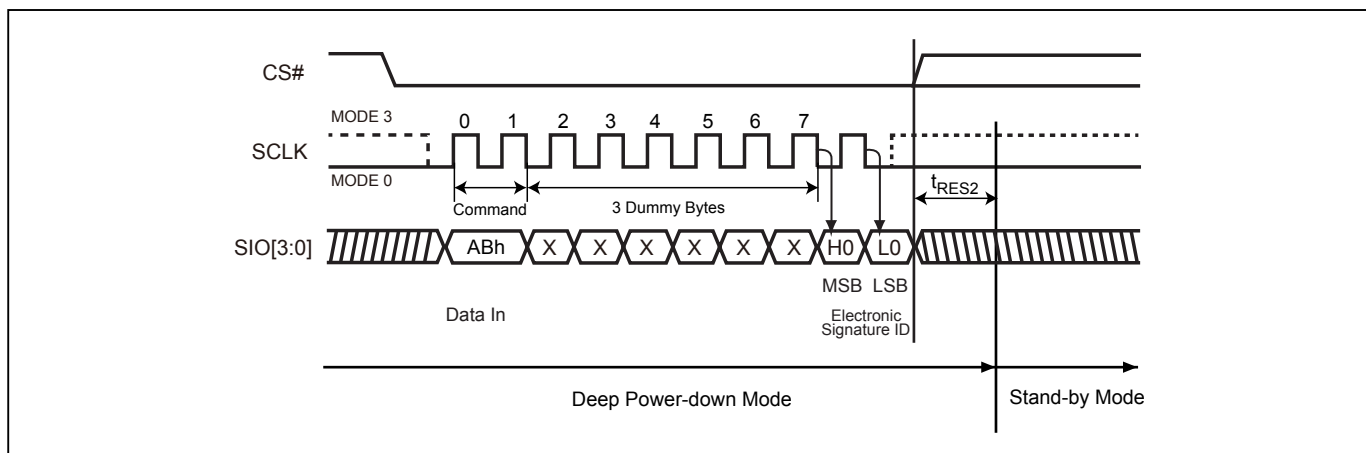 CS#
MODE 3
0 1 2 3 4 5 6 7
SCLK
MODE 0
tRES2
Command
3 Dummy Bytes
SIO[3:0]
ABh X X X X X X H0 L0
MSB LSB
Data In
Electronic
Signature ID
Deep Power-down Mode
Stand-by Mode